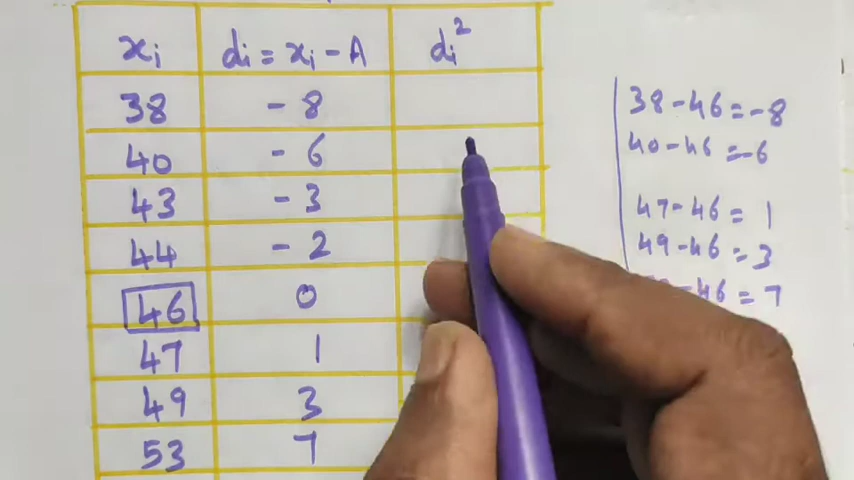 xᵢ dᵢ = xᵢ - A dᵢ²
38 - 8
40 - 6
43 - 3
44 - 2
46 0
47 1
49 3
53 7
38 - 46 = - 8
40 - 46 = - 6
47 - 46 = 1
49 - 46 = 3
- 46 = 7